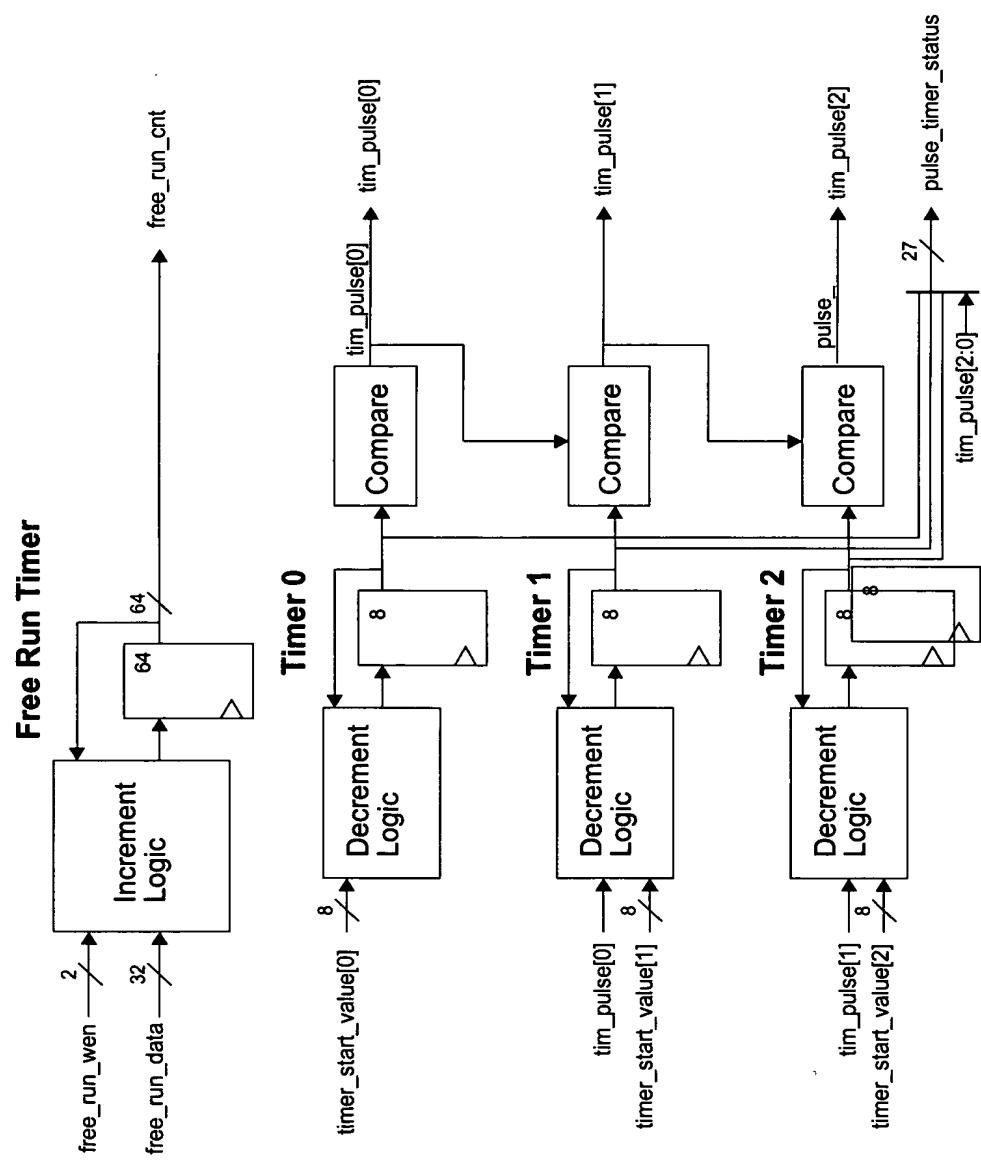 Free Run Timer
free_run_wen
2
free_run_data
32
Increment
Logic
64
64
free_run_cnt
Timer 0
timer_start_value[0]
8
Decrement
Logic
8
Compare
tim_pulse[0]
tim_pulse[0]
Timer 1
tim_pulse[0]
timer_start_value[1]
8
Decrement
Logic
8
Compare
tim_pulse[1]
Timer 2
tim_pulse[1]
timer_start_value[2]
8
Decrement
Logic
8
8
Compare
pulse_
tim_pulse[2]
tim_pulse[2:0]
27
pulse_timer_status